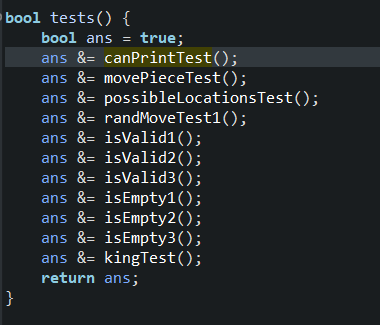 bool tests() {
    bool ans = true;
    ans &= canPrintTest();
    ans &= movePieceTest();
    ans &= possibleLocationsTest();
    ans &= randMoveTest1();
    ans &= isValid1();
    ans &= isValid2();
    ans &= isValid3();
    ans &= isEmpty1();
    ans &= isEmpty2();
    ans &= isEmpty3();
    ans &= kingTest();
    return ans;
}